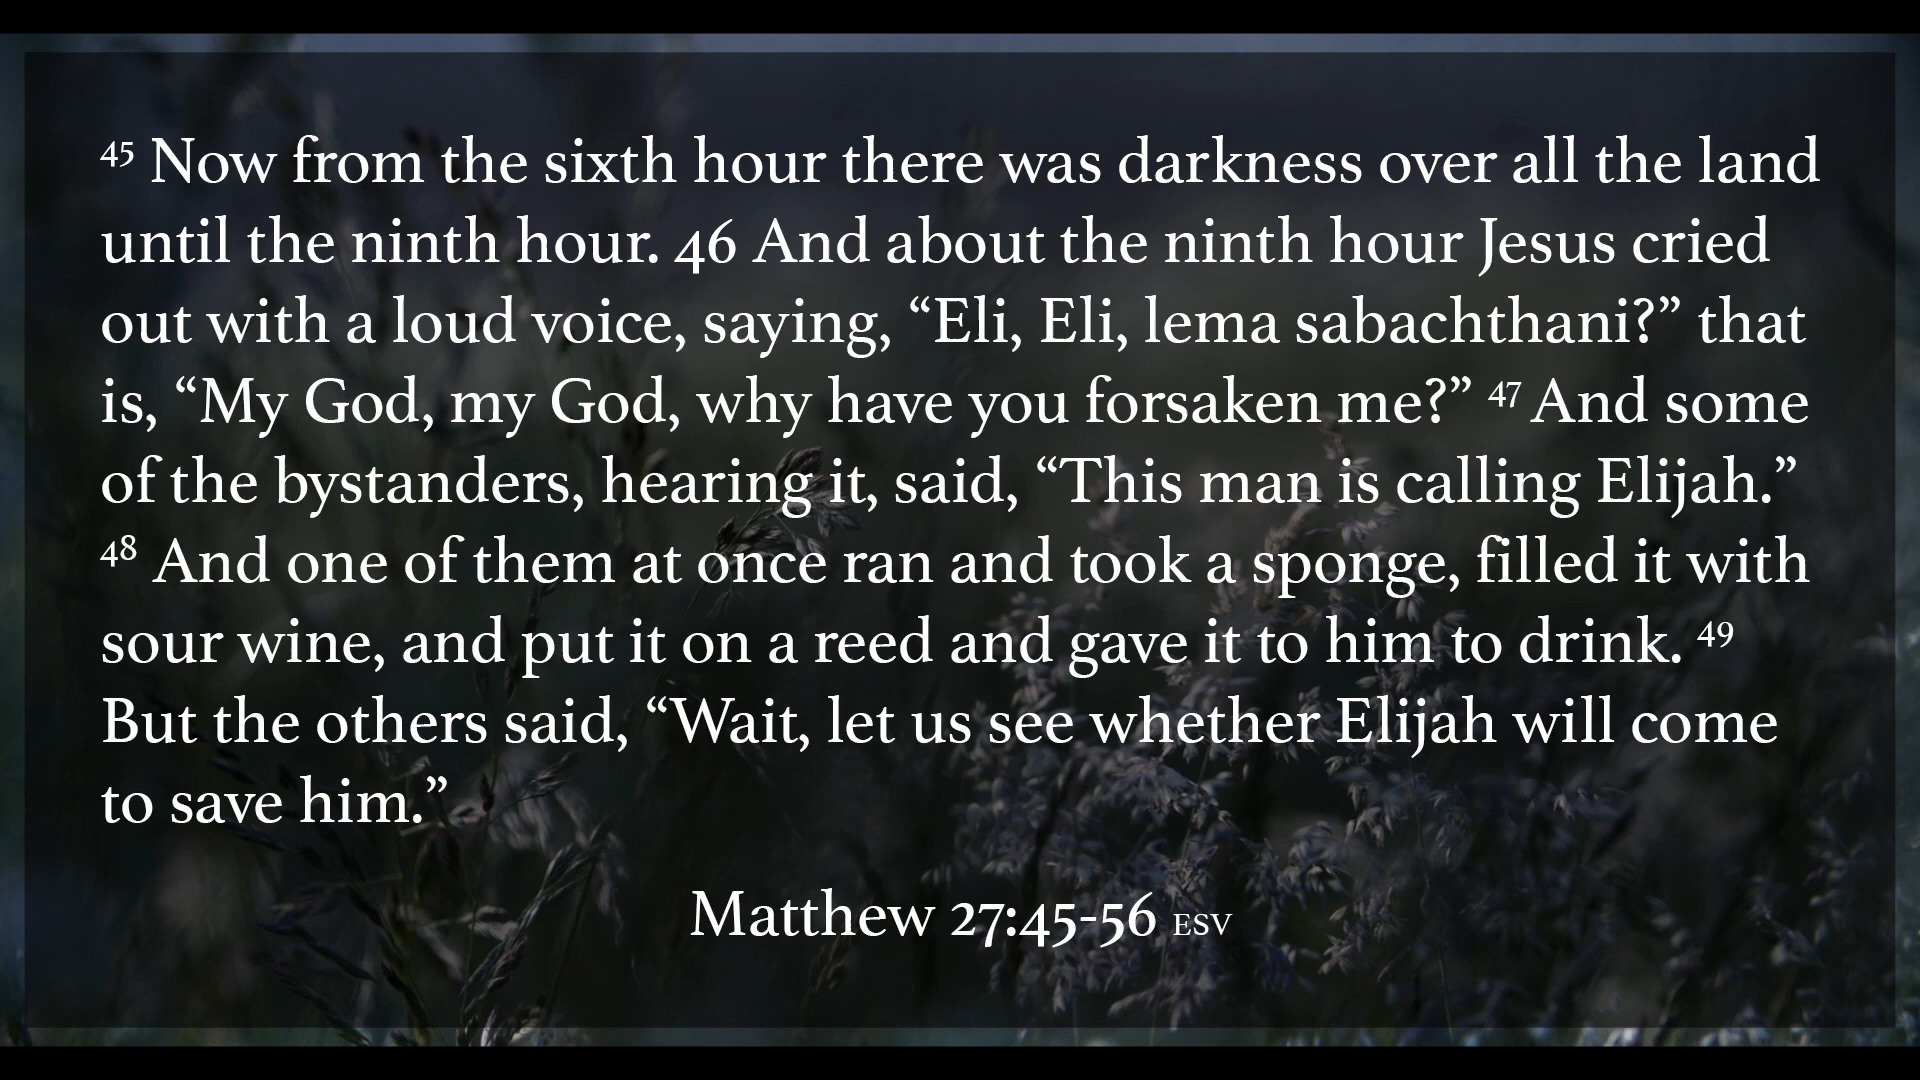 45 Now from the sixth hour there was darkness over all the land
until the ninth hour. 46 And about the ninth hour Jesus cried
out with a loud voice, saying, “Eli, Eli, lema sabachthani?” that
is, “My God, my God, why have you forsaken me?” 47 And some
of the bystanders, hearing it, said, “This man is calling Elijah.”
48 And one of them at once ran and took a sponge, filled it with
sour wine, and put it on a reed and gave it to him to drink. 49
But the others said, “Wait, let us see whether Elijah will come
to save him.”
Matthew 27:45-56 ESV